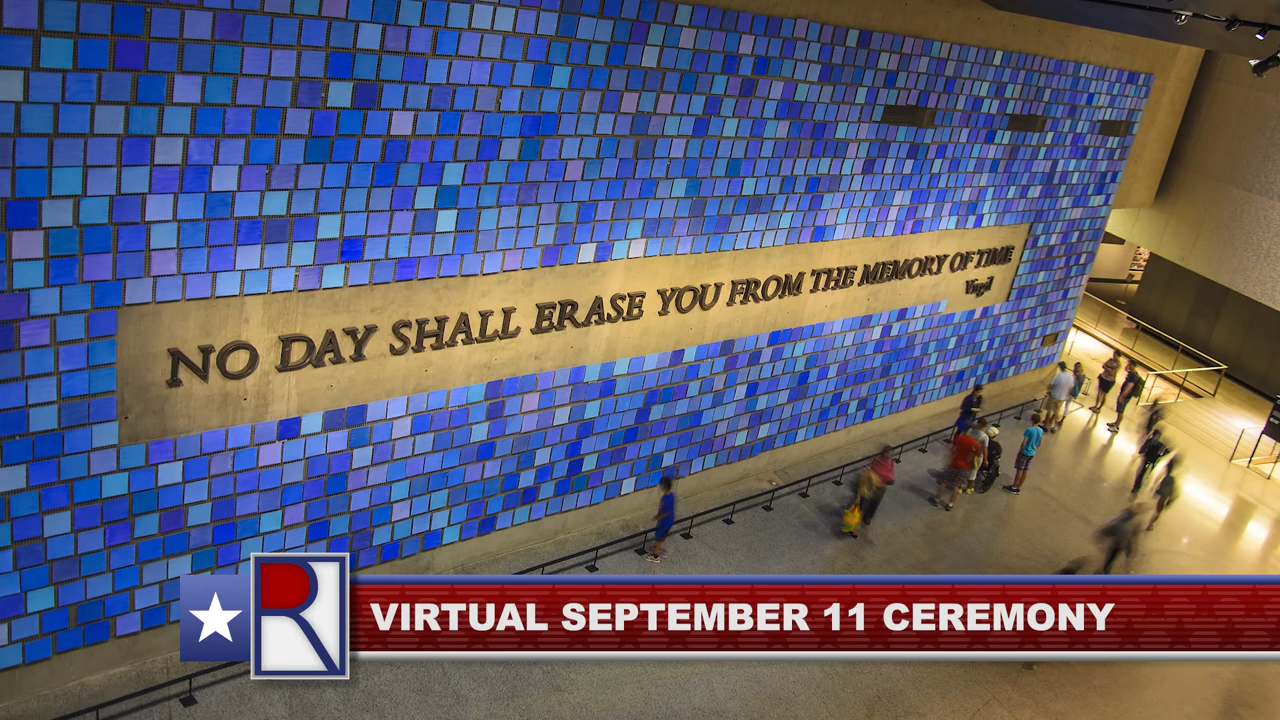 NO DAY SHALL ERASE YOU FROM THE MEMORY OF TIME
Virgil
R
VIRTUAL SEPTEMBER 11 CEREMONY